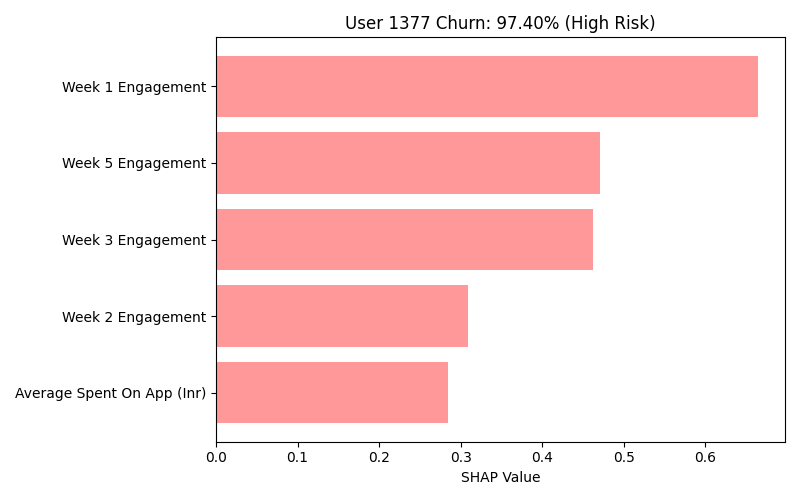 User 1377 Churn: 97.40% (High Risk)
Week 1 Engagement
Week 5 Engagement
Week 3 Engagement
Week 2 Engagement
Average Spent On App (Inr)
0.0 0.1 0.2 0.3 0.4 0.5 0.6
SHAP Value